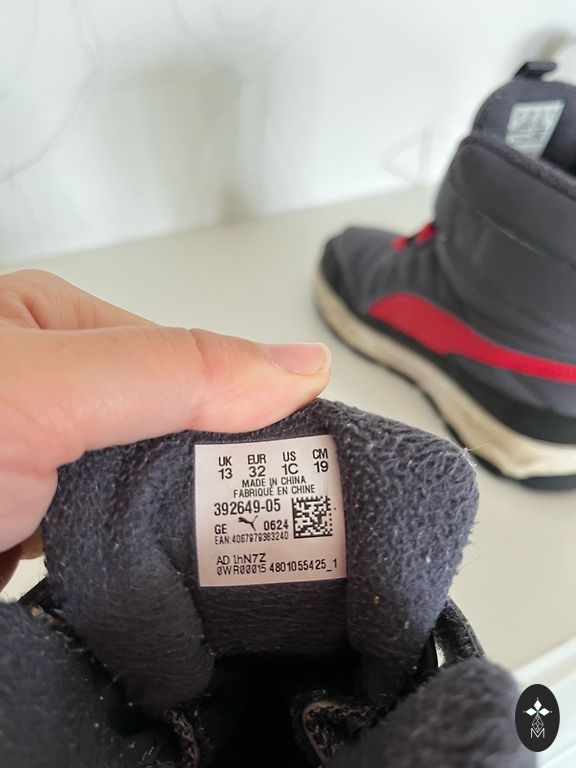 UK EUR US CM
13 32 1C 19
MADE IN CHINA
FABRIQUÉ EN CHINE
392649-05
GE 0624
EAN:4067979383240
AD 1hN7Z
0WR00015 4801055425_1
M